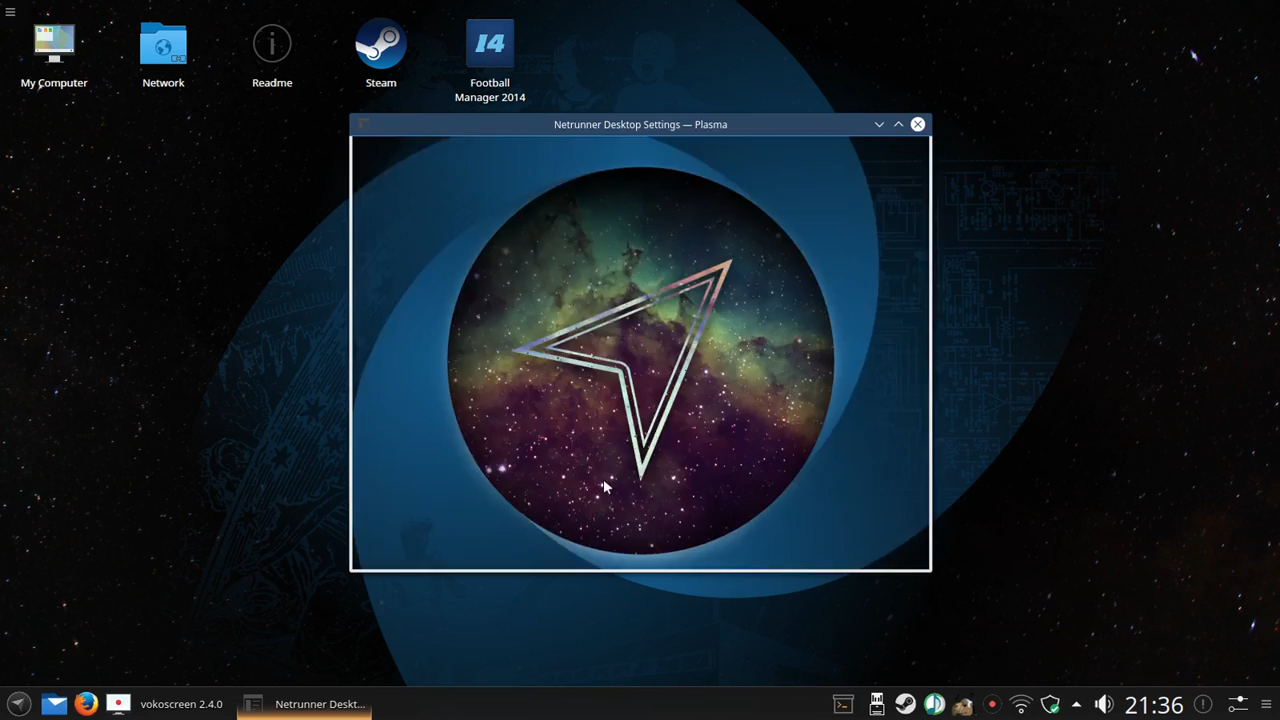 My Computer
Network
Readme
Steam
14
Football
Manager 2014
Netrunner Desktop Settings — Plasma
vokoscreen 2.4.0
Netrunner Deskt...
21:36